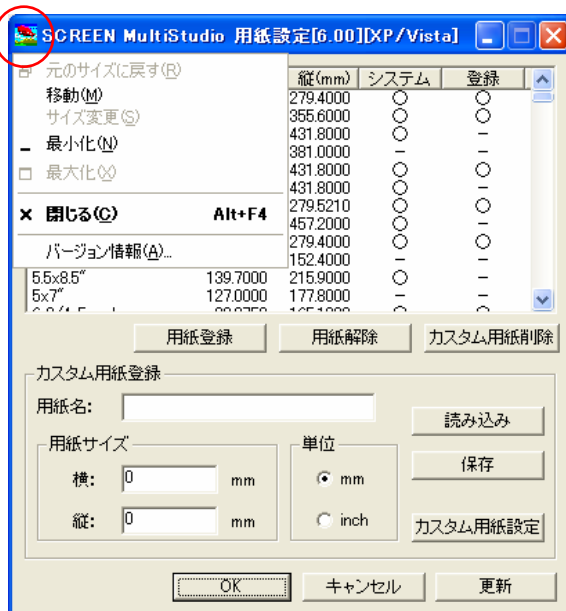 SCREEN MultiStudio 用紙設定[6.00][XP/Vista]
元のサイズに戻す(R)
移動(M)
サイズ変更(S)
最小化(N)
最大化(X)
閉じる(C) Alt+F4
バージョン情報(A)...
縦(mm) システム 登録
279.4000 ○ ○
355.6000 ○ ○
431.8000 ○ －
381.0000 － －
431.8000 ○ ○
431.8000 ○ －
279.5210 ○ ○
457.2000 ○ －
279.4000 ○ ○
152.4000 － －
5.5x8.5" 139.7000 215.9000 ○ －
5x7" 127.0000 177.8000 － －
用紙登録 用紙解除 カスタム用紙削除
カスタム用紙登録
用紙名:
読み込み
用紙サイズ 単位
保存
横: 0 mm mm
縦: 0 mm inch
カスタム用紙設定
OK キャンセル 更新